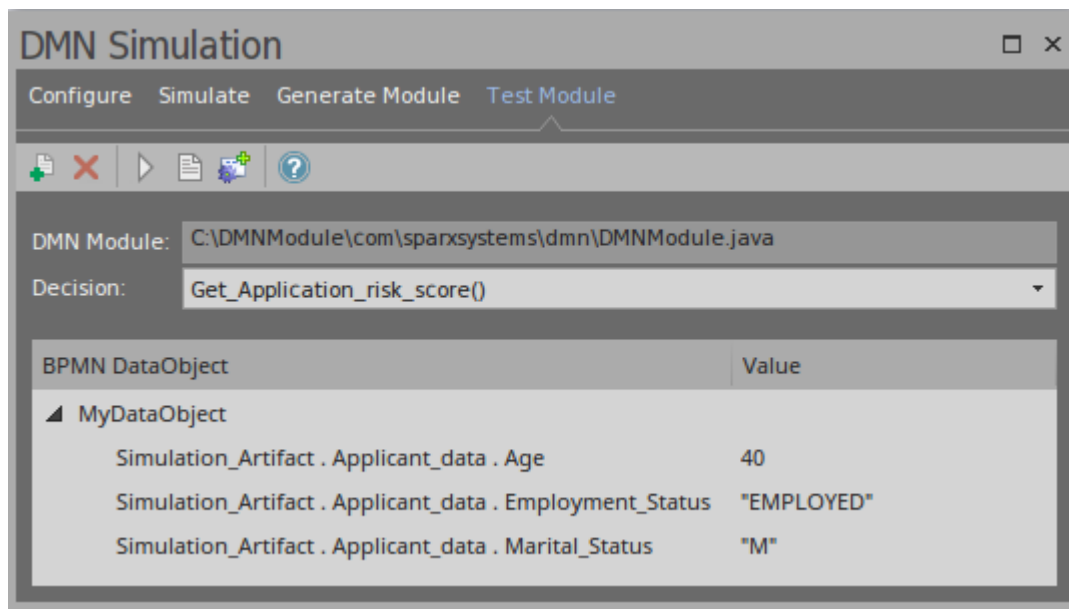 DMN Simulation
Configure Simulate Generate Module Test Module
DMN Module: C:\DMNModule\com\sparxsystems\dmn\DMNModule.java
Decision: Get_Application_risk_score()
BPMN DataObject Value
MyDataObject
Simulation_Artifact . Applicant_data . Age 40
Simulation_Artifact . Applicant_data . Employment_Status "EMPLOYED"
Simulation_Artifact . Applicant_data . Marital_Status "M"